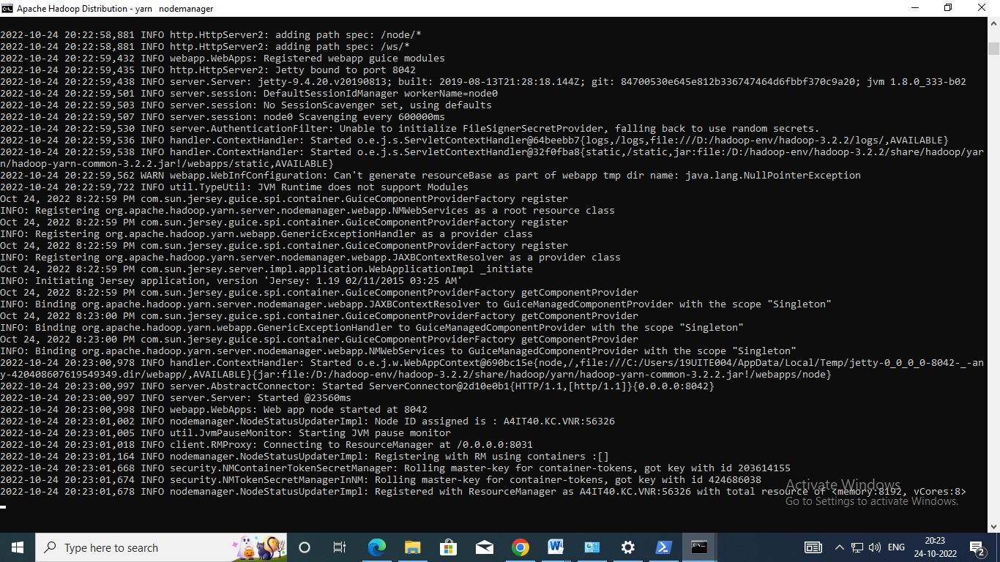 Apache Hadoop Distribution - yarn   nodemanager
2022-10-24 20:22:58,881 INFO http.HttpServer2: adding path spec: /node/*
2022-10-24 20:22:58,881 INFO http.HttpServer2: adding path spec: /ws/*
2022-10-24 20:22:59,432 INFO webapp.WebApps: Registered webapp guice modules
2022-10-24 20:22:59,435 INFO http.HttpServer2: Jetty bound to port 8042
2022-10-24 20:22:59,438 INFO server.Server: jetty-9.4.20.v20190813; built: 2019-08-13T21:28:18.144Z; git: 84700530e645e812b336747464d6fbbf370c9a20; jvm 1.8.0_333-b02
2022-10-24 20:22:59,501 INFO server.session: DefaultSessionIdManager workerName=node0
2022-10-24 20:22:59,503 INFO server.session: No SessionScavenger set, using defaults
2022-10-24 20:22:59,507 INFO server.session: node0 Scavenging every 600000ms
2022-10-24 20:22:59,530 INFO server.AuthenticationFilter: Unable to initialize FileSignerSecretProvider, falling back to use random secrets.
2022-10-24 20:22:59,536 INFO handler.ContextHandler: Started o.e.j.s.ServletContextHandler@64beebb7{logs,/logs,file:///D:/hadoop-env/hadoop-3.2.2/logs/,AVAILABLE}
2022-10-24 20:22:59,538 INFO handler.ContextHandler: Started o.e.j.s.ServletContextHandler@32f0fba8{static,/static,jar:file:/D:/hadoop-env/hadoop-3.2.2/share/hadoop/yar
n/hadoop-yarn-common-3.2.2.jar!/webapps/static,AVAILABLE}
2022-10-24 20:22:59,562 WARN webapp.WebInfConfiguration: Can't generate resourceBase as part of webapp tmp dir name: java.lang.NullPointerException
2022-10-24 20:22:59,722 INFO util.TypeUtil: JVM Runtime does not support Modules
Oct 24, 2022 8:22:59 PM com.sun.jersey.guice.spi.container.GuiceComponentProviderFactory register
INFO: Registering org.apache.hadoop.yarn.server.nodemanager.webapp.NMWebServices as a root resource class
Oct 24, 2022 8:22:59 PM com.sun.jersey.guice.spi.container.GuiceComponentProviderFactory register
INFO: Registering org.apache.hadoop.yarn.webapp.GenericExceptionHandler as a provider class
Oct 24, 2022 8:22:59 PM com.sun.jersey.guice.spi.container.GuiceComponentProviderFactory register
INFO: Registering org.apache.hadoop.yarn.server.nodemanager.webapp.JAXBContextResolver as a provider class
Oct 24, 2022 8:22:59 PM com.sun.jersey.server.impl.application.WebApplicationImpl _initiate
INFO: Initiating Jersey application, version 'Jersey: 1.19 02/11/2015 03:25 AM'
Oct 24, 2022 8:22:59 PM com.sun.jersey.guice.spi.container.GuiceComponentProviderFactory getComponentProvider
INFO: Binding org.apache.hadoop.yarn.server.nodemanager.webapp.JAXBContextResolver to GuiceManagedComponentProvider with the scope "Singleton"
Oct 24, 2022 8:23:00 PM com.sun.jersey.guice.spi.container.GuiceComponentProviderFactory getComponentProvider
INFO: Binding org.apache.hadoop.yarn.webapp.GenericExceptionHandler to GuiceManagedComponentProvider with the scope "Singleton"
Oct 24, 2022 8:23:00 PM com.sun.jersey.guice.spi.container.GuiceComponentProviderFactory getComponentProvider
INFO: Binding org.apache.hadoop.yarn.server.nodemanager.webapp.NMWebServices to GuiceManagedComponentProvider with the scope "Singleton"
2022-10-24 20:23:00,978 INFO handler.ContextHandler: Started o.e.j.w.WebAppContext@690bc15e{node,/,file:///C:/Users/19UITE004/AppData/Local/Temp/jetty-0_0_0_0-8042-_-an
y-420408607619549349.dir/webapp/,AVAILABLE}{jar:file:/D:/hadoop-env/hadoop-3.2.2/share/hadoop/yarn/hadoop-yarn-common-3.2.2.jar!/webapps/node}
2022-10-24 20:23:00,997 INFO server.AbstractConnector: Started ServerConnector@2d10e0b1{HTTP/1.1,[http/1.1]}{0.0.0.0:8042}
2022-10-24 20:23:00,997 INFO server.Server: Started @23560ms
2022-10-24 20:23:00,998 INFO webapp.WebApps: Web app node started at 8042
2022-10-24 20:23:01,002 INFO nodemanager.NodeStatusUpdaterImpl: Node ID assigned is : A4IT40.KC.VNR:56326
2022-10-24 20:23:01,005 INFO util.JvmPauseMonitor: Starting JVM pause monitor
2022-10-24 20:23:01,018 INFO client.RMProxy: Connecting to ResourceManager at /0.0.0.0:8031
2022-10-24 20:23:01,164 INFO nodemanager.NodeStatusUpdaterImpl: Registering with RM using containers :[]
2022-10-24 20:23:01,668 INFO security.NMContainerTokenSecretManager: Rolling master-key for container-tokens, got key with id 203614155
2022-10-24 20:23:01,674 INFO security.NMTokenSecretManagerInNM: Rolling master-key for container-tokens, got key with id 424686038
2022-10-24 20:23:01,678 INFO nodemanager.NodeStatusUpdaterImpl: Registered with ResourceManager as A4IT40.KC.VNR:56326 with total resource of <memory:8192, vCores:8>
Activate Windows
Go to Settings to activate Windows.
Type here to search
ENG
20:23
24-10-2022
2